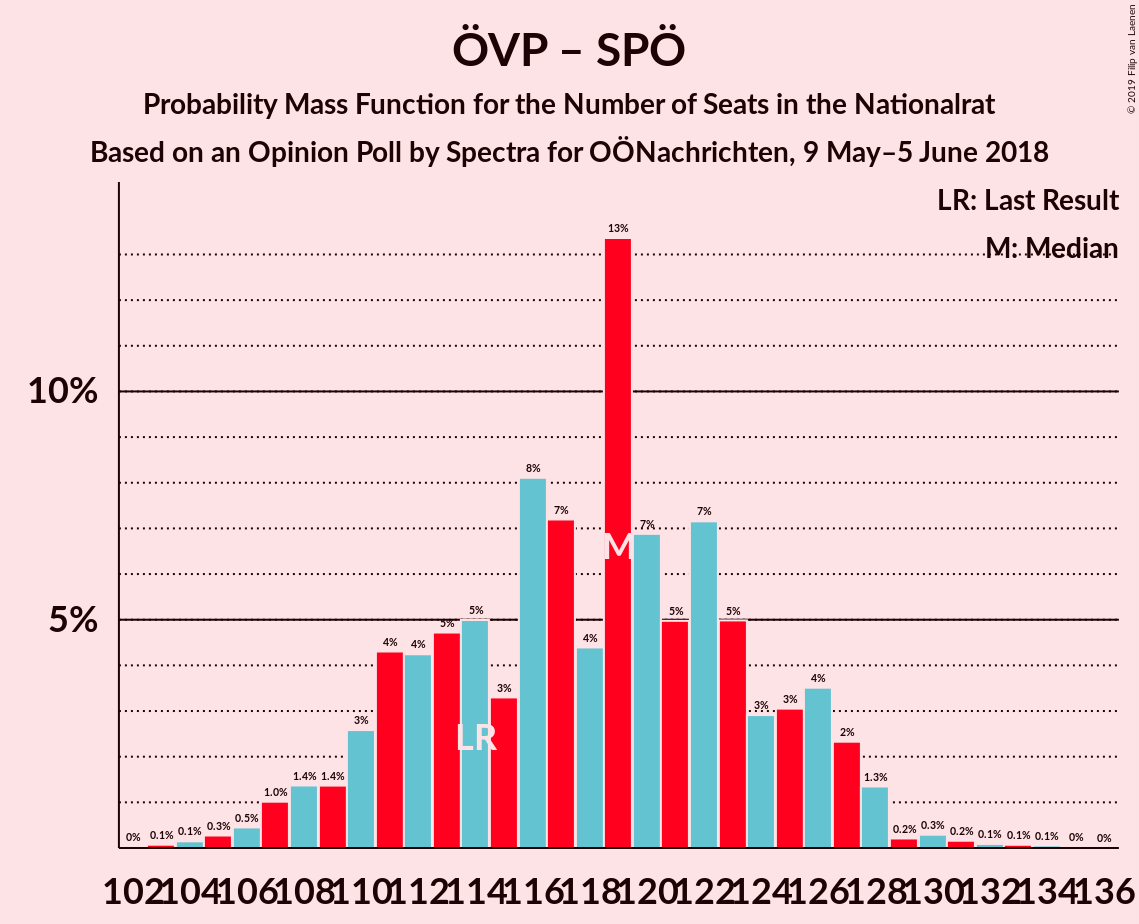 ÖVP – SPÖ
Probability Mass Function for the Number of Seats in the Nationalrat
Based on an Opinion Poll by Spectra for OÖNachrichten, 9 May–5 June 2018
© 2019 Filip van Laenen
LR: Last Result
M: Median
10%
5%
0% 0.1% 0.1% 0.3% 0.5% 1.0% 1.4% 1.4% 3% 4% 4% 5% 5% 3% 8% 7% 4% 13% 7% 5% 7% 5% 3% 3% 4% 2% 1.3% 0.2% 0.3% 0.2% 0.1% 0.1% 0.1% 0% 0%
M
LR
102 104 106 108 110 112 114 116 118 120 122 124 126 128 130 132 134 136